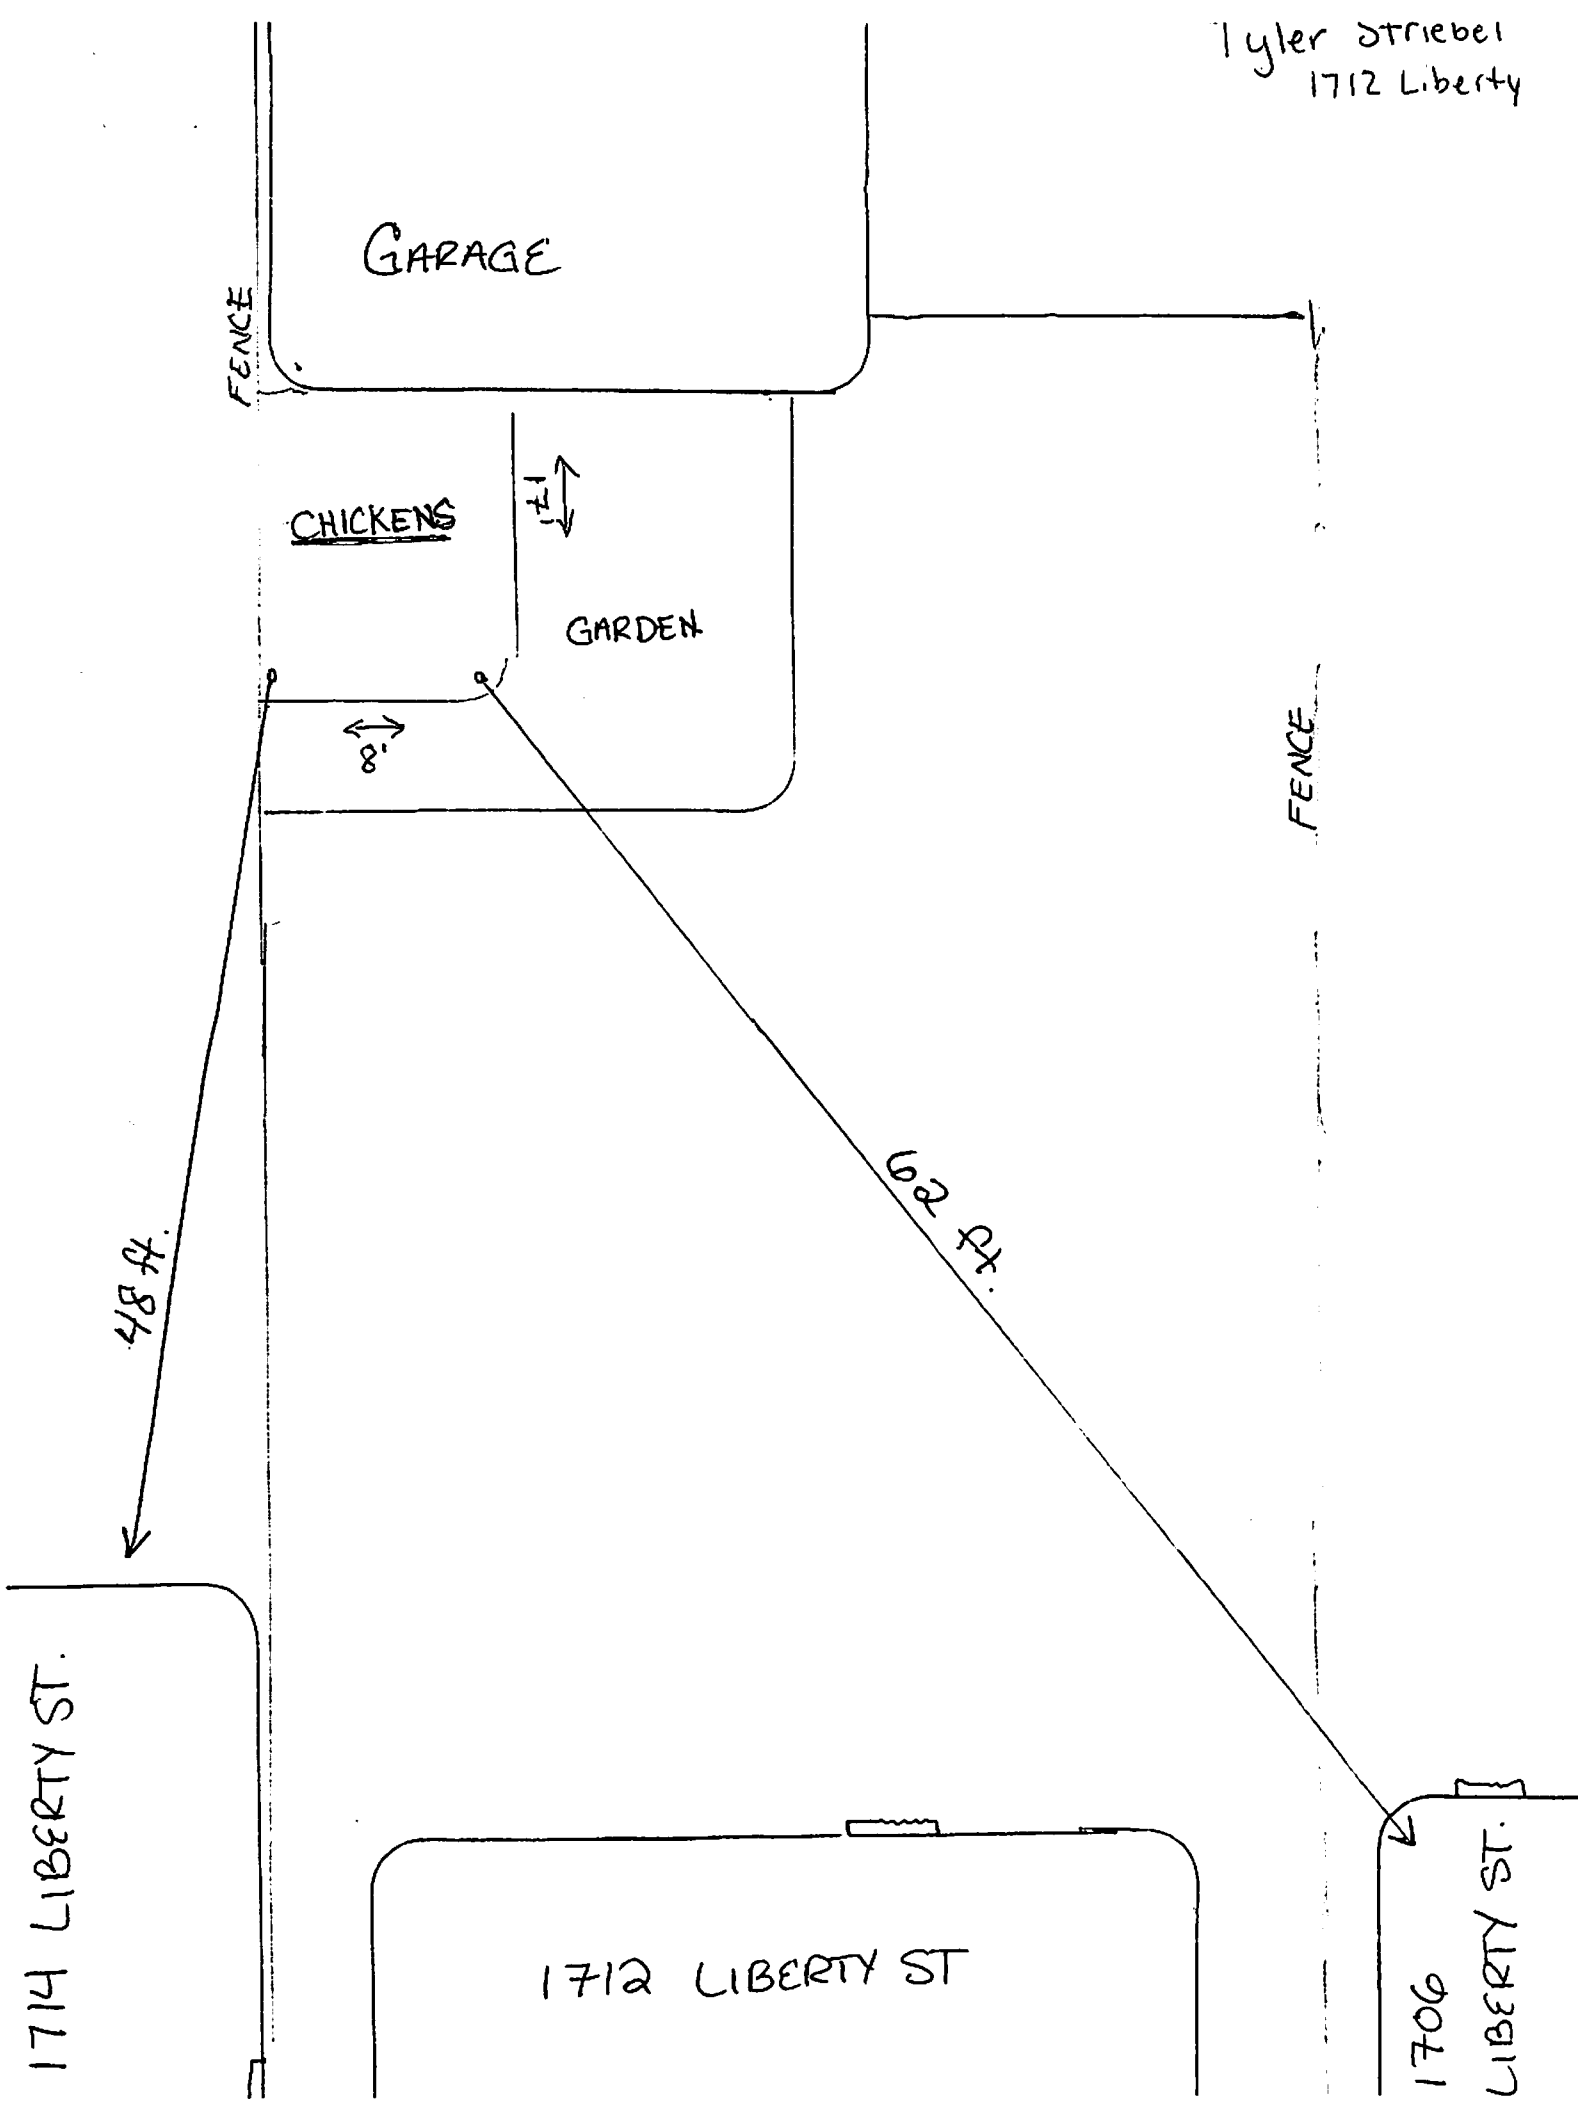 Tyler Striebel
1712 Liberty
GARAGE
FENCE
CHICKENS
17'
GARDEN
8'
FENCE
62 ft.
48 ft.
1714 LIBERTY ST.
1712 LIBERTY ST
1706
LIBERTY ST.